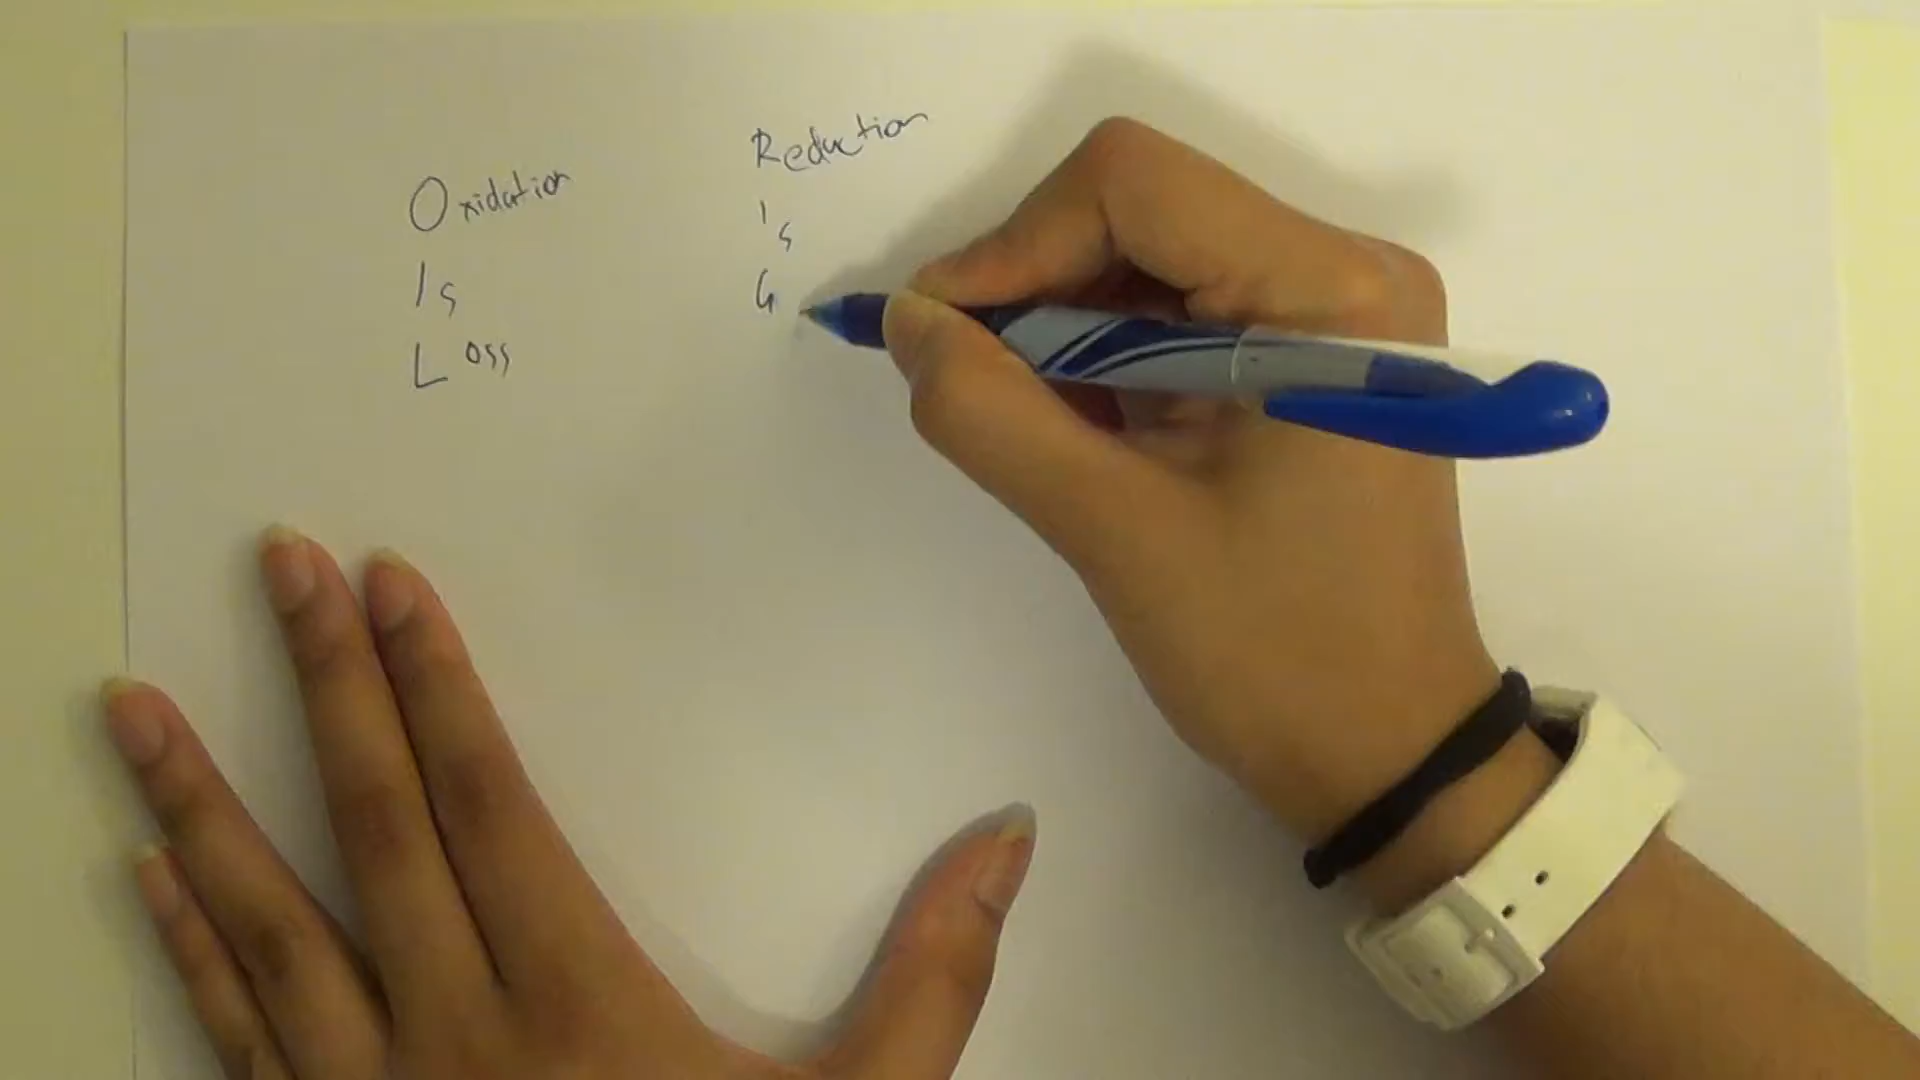 Oxidation
Is
Loss
Reduction
Is
G